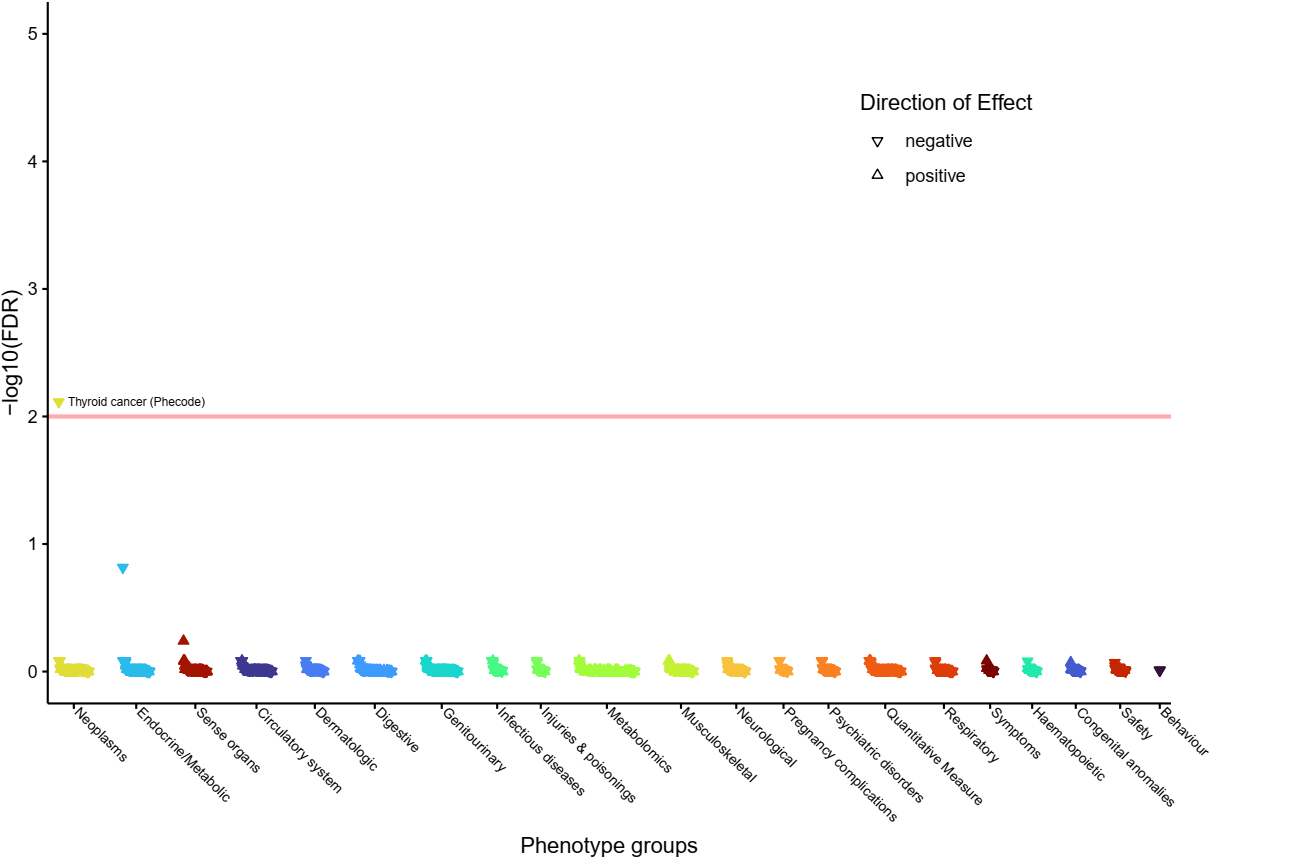 5
4
3
2
1
0
−log10(FDR)
Direction of Effect
negative
positive
Thyroid cancer (Phecode)
Neoplasms
Endocrine/Metabolic
Sense organs
Circulatory system
Dermatologic
Digestive
Genitourinary
Infectious diseases
Injuries & poisonings
Metabolomics
Musculoskeletal
Neurological
Pregnancy complications
Psychiatric disorders
Quantitative Measure
Respiratory
Symptoms
Haematopoietic
Congenital anomalies
Safety
Behaviour
Phenotype groups